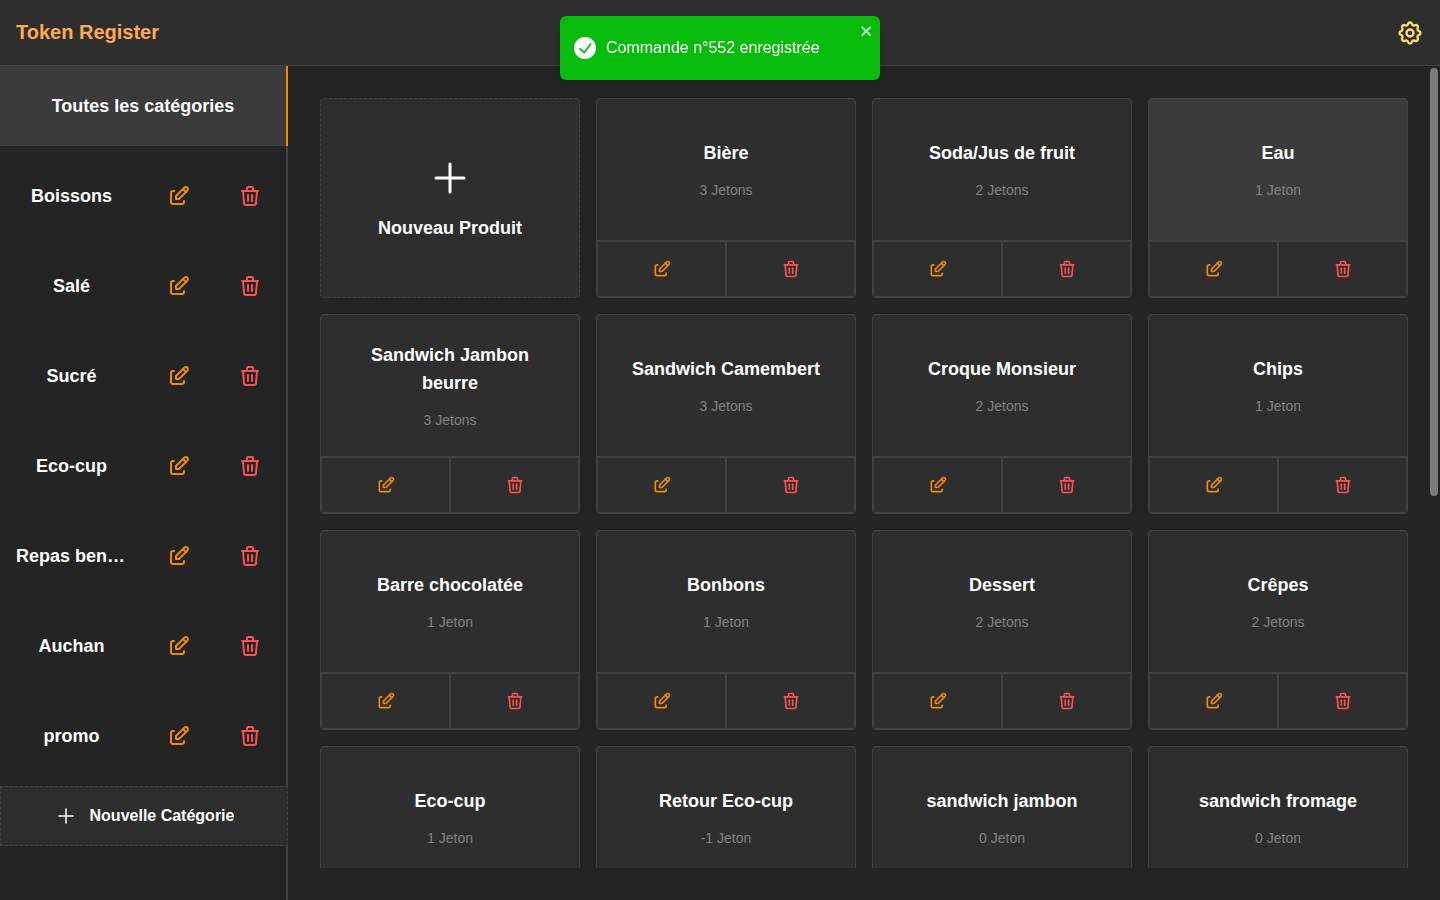 Token Register
Commande n°552 enregistrée
Toutes les catégories
Boissons
Salé
Sucré
Eco-cup
Repas ben…
Auchan
promo
Nouvelle Catégorie
Nouveau Produit
Bière
3 Jetons
Soda/Jus de fruit
2 Jetons
Eau
1 Jeton
Sandwich Jambon
beurre
3 Jetons
Sandwich Camembert
3 Jetons
Croque Monsieur
2 Jetons
Chips
1 Jeton
Barre chocolatée
1 Jeton
Bonbons
1 Jeton
Dessert
2 Jetons
Crêpes
2 Jetons
Eco-cup
1 Jeton
Retour Eco-cup
-1 Jeton
sandwich jambon
0 Jeton
sandwich fromage
0 Jeton